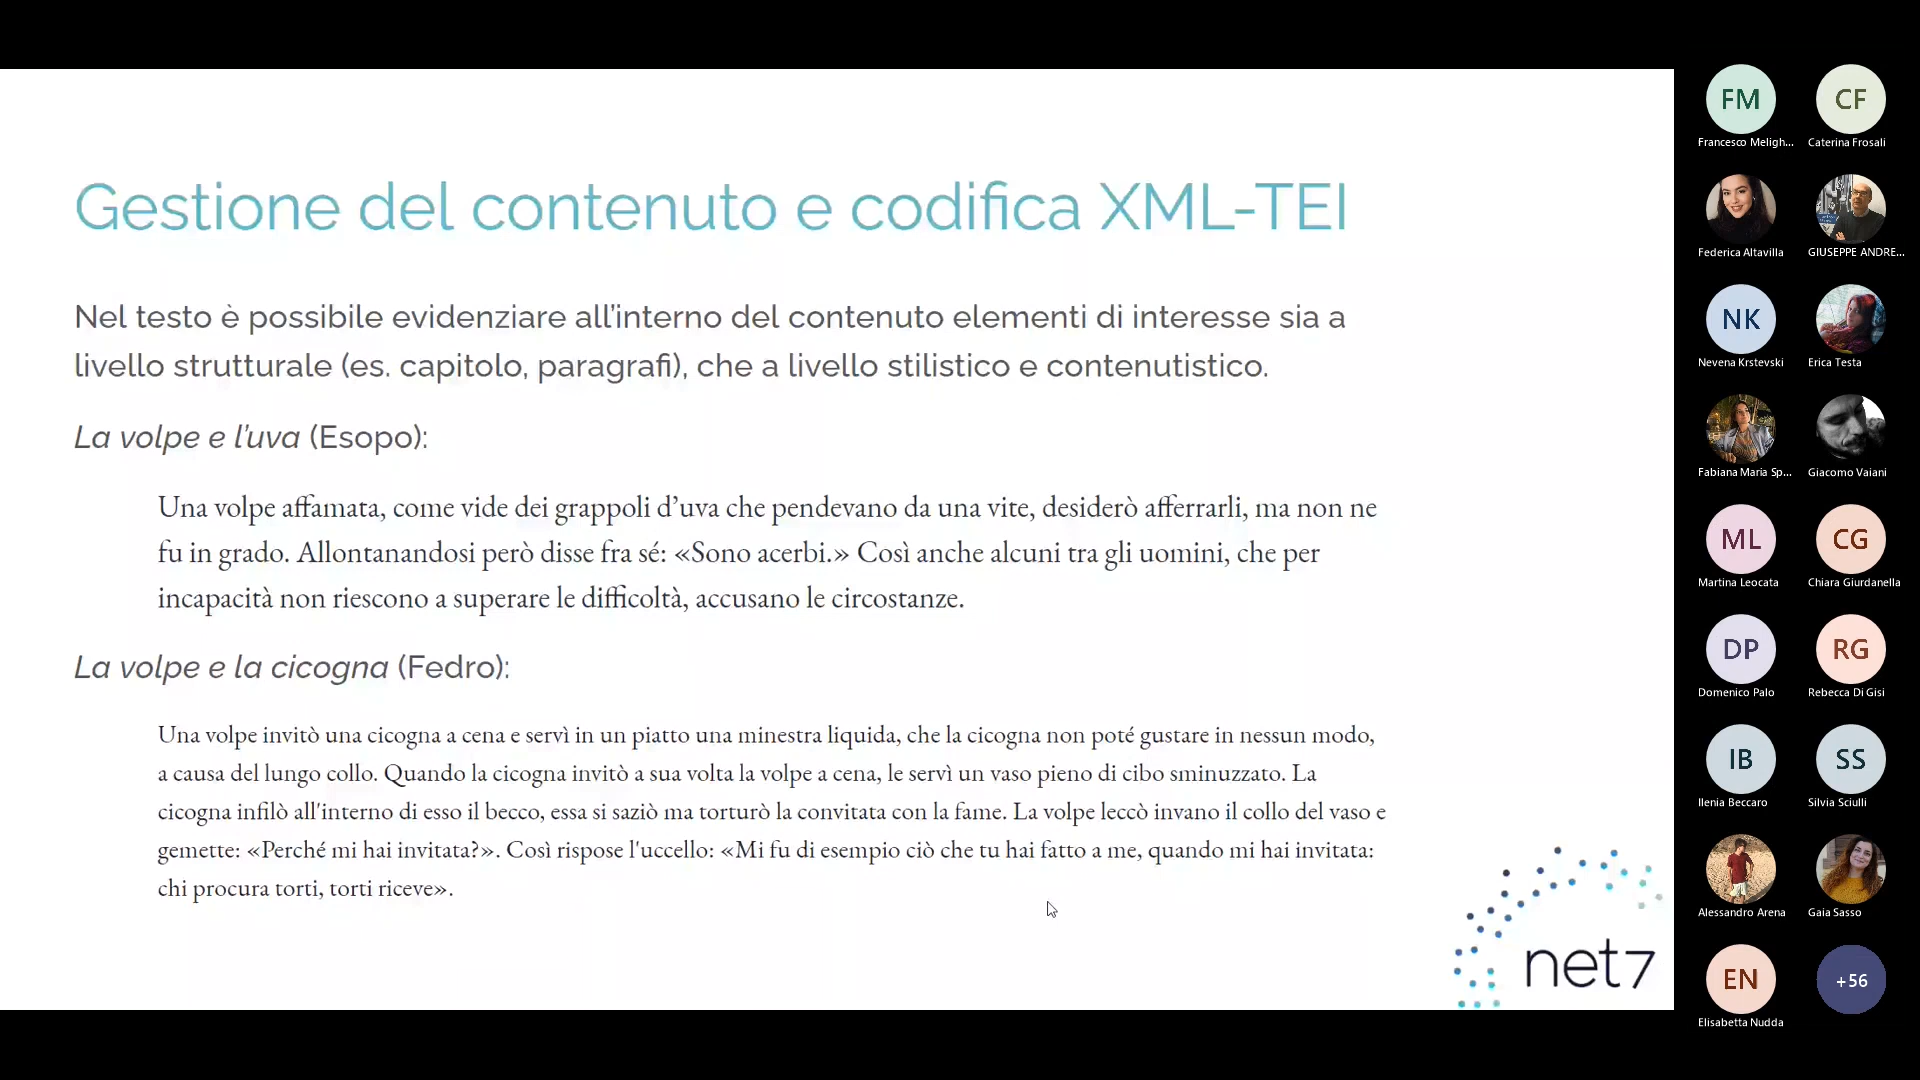 Gestione del contenuto e codifica XML-TEI
Nel testo è possibile evidenziare all'interno del contenuto elementi di interesse sia a
livello strutturale (es. capitolo, paragrafi), che a livello stilistico e contenutistico.
La volpe e l'uva (Esopo):
Una volpe affamata, come vide dei grappoli d'uva che pendevano da una vite, desiderò afferrarli, ma non ne
fu in grado. Allontanandosi però disse fra sé: «Sono acerbi.» Così anche alcuni tra gli uomini, che per
incapacità non riescono a superare le difficoltà, accusano le circostanze.
La volpe e la cicogna (Fedro):
Una volpe invitò una cicogna a cena e servì in un piatto una minestra liquida, che la cicogna non poté gustare in nessun modo,
a causa del lungo collo. Quando la cicogna invitò a sua volta la volpe a cena, le servì un vaso pieno di cibo sminuzzato. La
cicogna infilò all'interno di esso il becco, essa si saziò ma torturò la convitata con la fame. La volpe leccò invano il collo del vaso e
gemette: «Perché mi hai invitata?». Così rispose l'uccello: «Mi fu di esempio ciò che tu hai fatto a me, quando mi hai invitata:
chi procura torti, torti riceve».
net7
FM CF
Francesco Meligh... Caterina Frosali
Federica Altavilla GIUSEPPE ANDRE...
NK
Nevena Krstevski Erica Testa
Fabiana Maria Sp... Giacomo Vaiani
ML CG
Martina Leocata Chiara Giurdanella
DP RG
Domenico Palo Rebecca Di Gisi
IB SS
Ilenia Beccaro Silvia Sciulli
Alessandro Arena Gaia Sasso
EN +56
Elisabetta Nudda